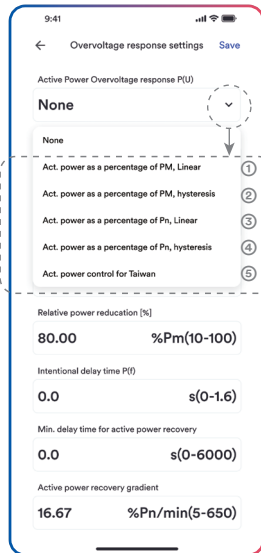 9:41
Overvoltage response settings Save
Active Power Overvoltage response P(U)
None
None
Act. power as a percentage of PM, Linear 1
Act. power as a percentage of PM, hysteresis 2
Act. power as a percentage of Pn, Linear 3
Act. power as a percentage of Pn, hysteresis 4
Act. power control for Taiwan 5
Relative power reducation [%]
80.00 %Pm(10-100)
Intentional delay time P(f)
0.0 s(0-1.6)
Min. delay time for active power recovery
0.0 s(0-6000)
Active power recovery gradient
16.67 %Pn/min(5-650)